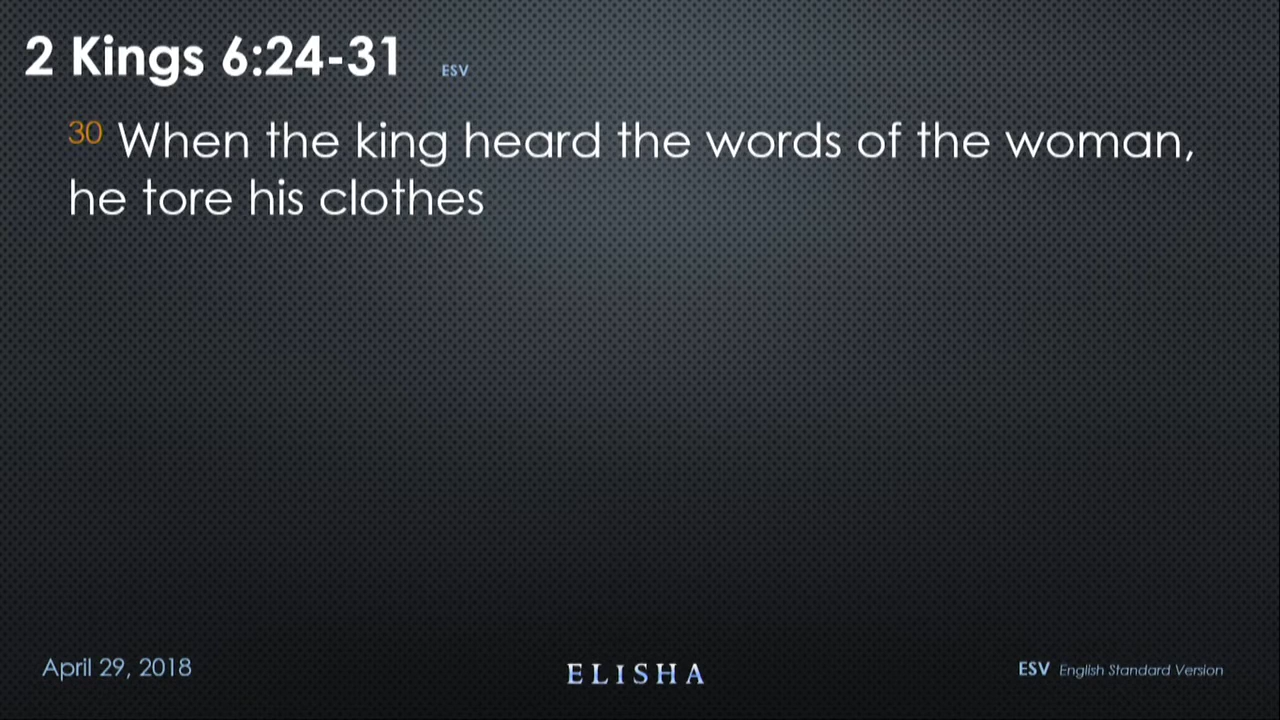 2 Kings 6:24-31 ESV
30 When the king heard the words of the woman,
he tore his clothes
April 29, 2018
ELISHA
ESV English Standard Version